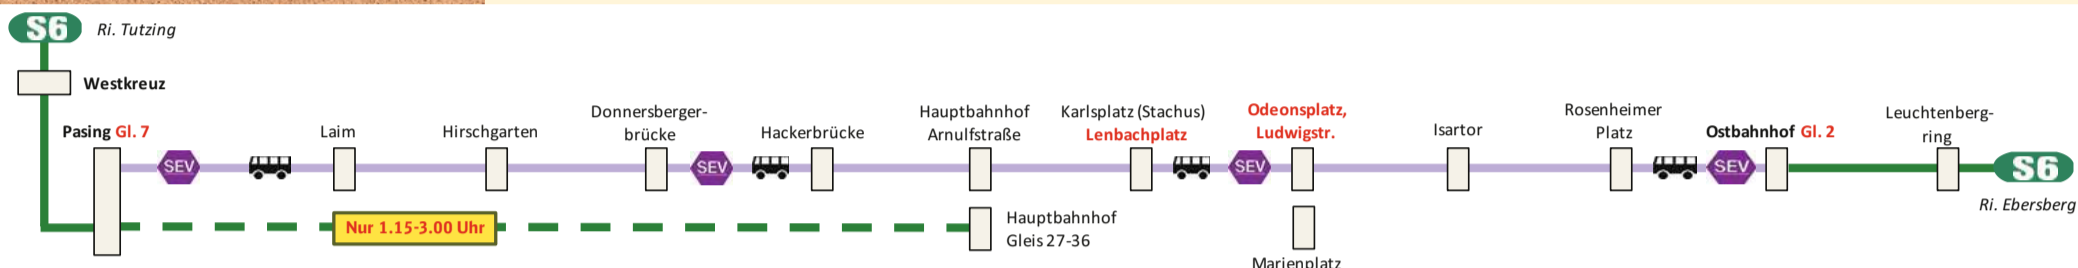 S6
Ri. Tutzing
Westkreuz
Pasing Gl. 7
SEV
Laim
Hirschgarten
Donnersberger-
brücke
SEV
Hackerbrücke
Hauptbahnhof
Arnulfstraße
Karlsplatz (Stachus)
Lenbachplatz
SEV
Odeonsplatz,
Ludwigstr.
Isartor
Rosenheimer
Platz
SEV
Ostbahnhof Gl. 2
Leuchtenberg-
ring
S6
Ri. Ebersberg
Nur 1.15-3.00 Uhr
Hauptbahnhof
Gleis 27-36
Marienplatz